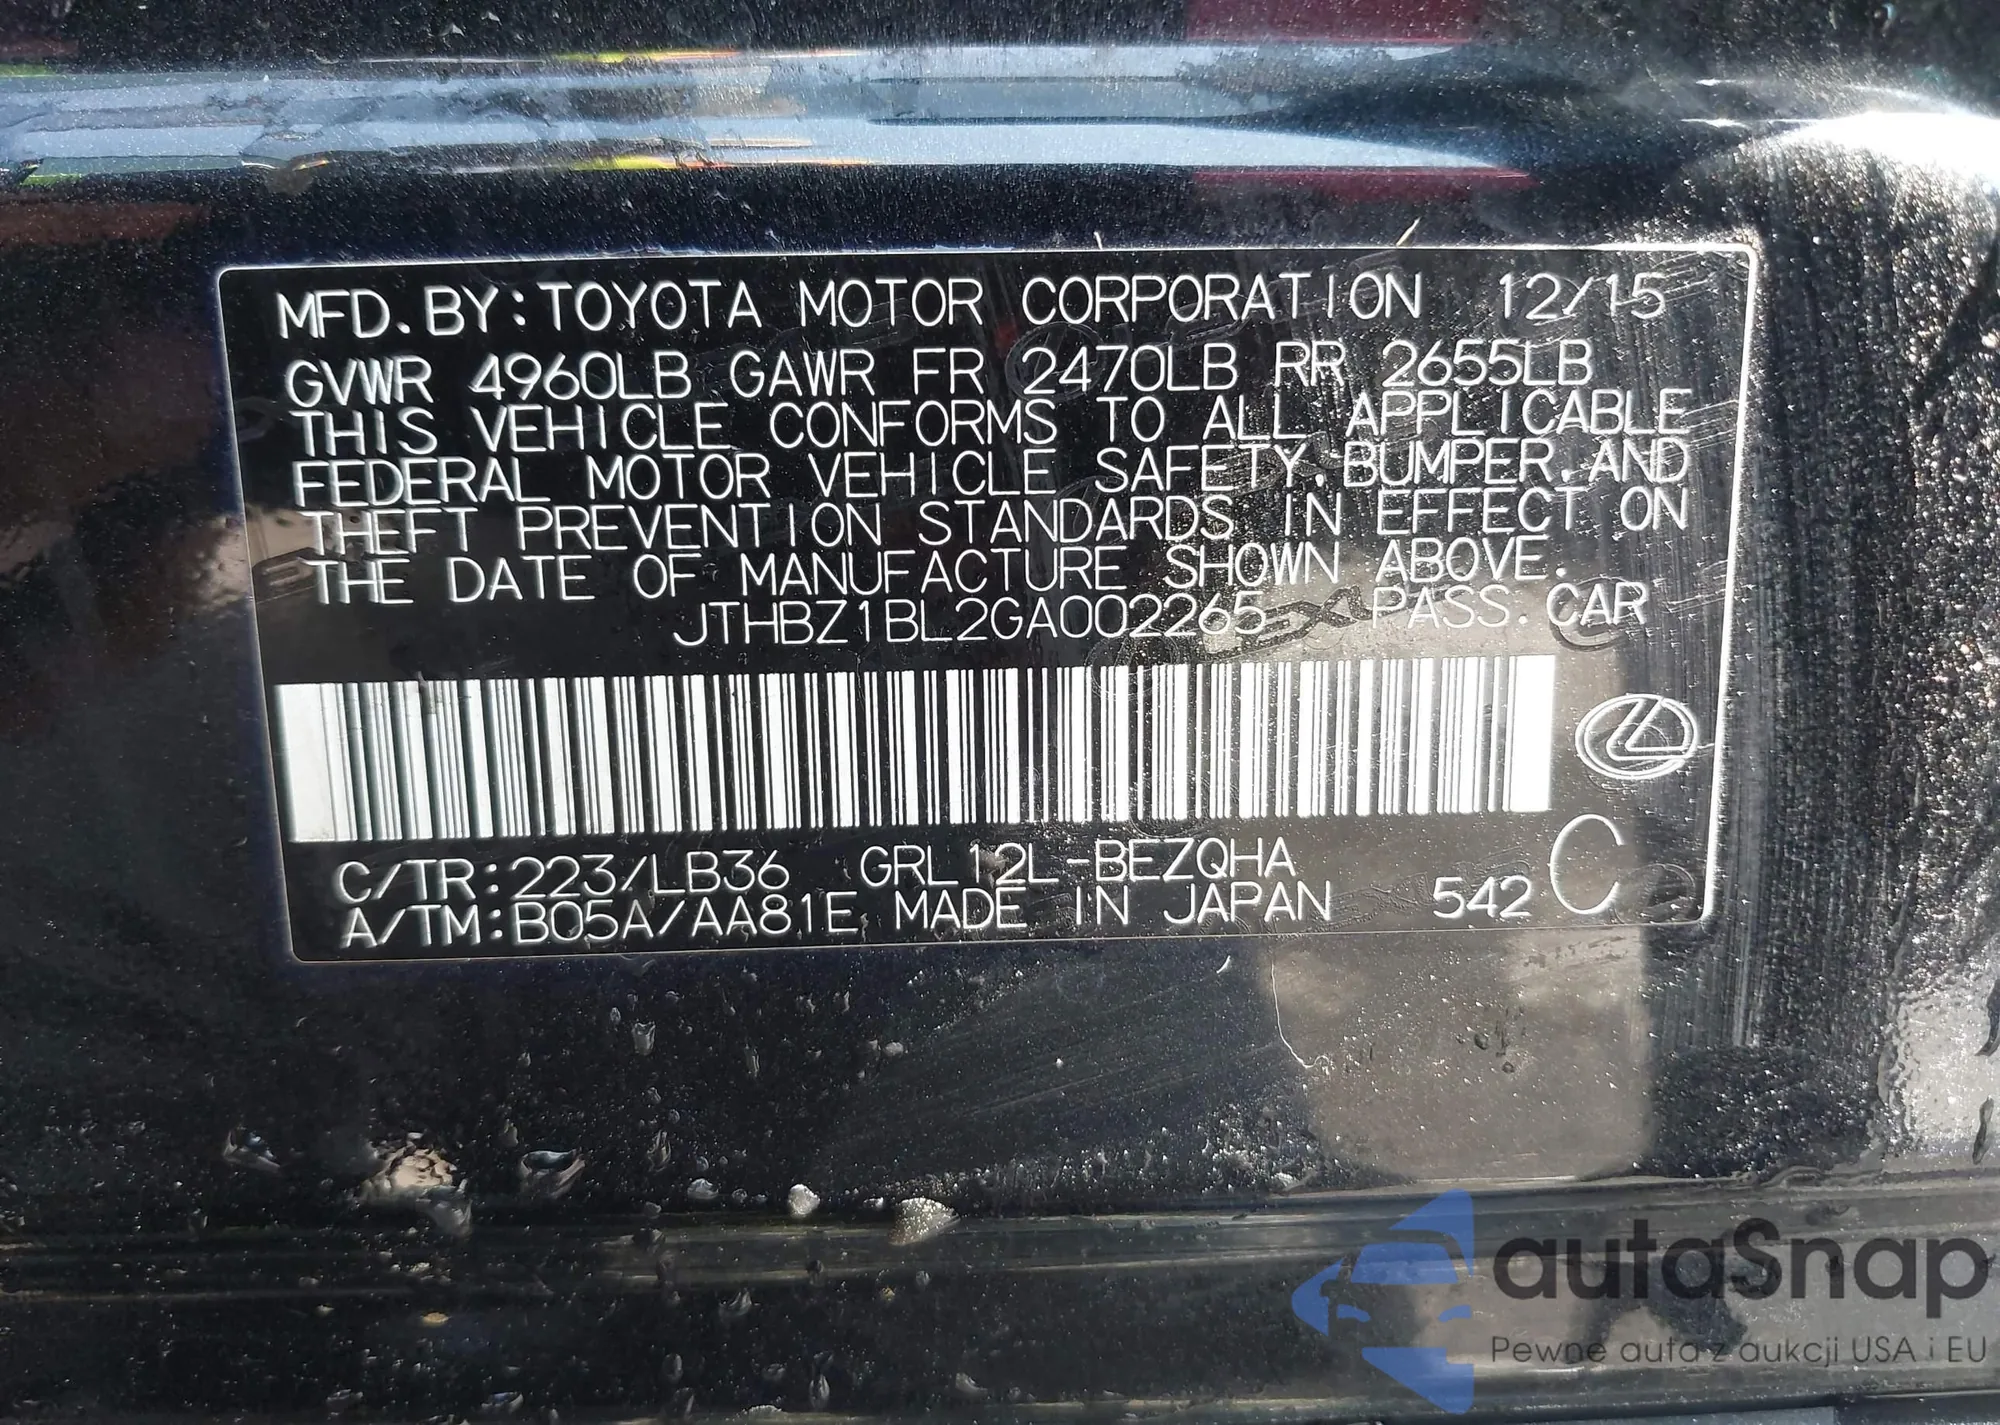 MFD. BY: TOYOTA MOTOR CORPORATION 12/15
GVWR 4960LB GAWR FR 2470LB RR 2655LB
THIS VEHICLE CONFORMS TO ALL APPLICABLE
FEDERAL MOTOR VEHICLE SAFETY, BUMPER, AND
THEFT PREVENTION STANDARDS IN EFFECT ON
THE DATE OF MANUFACTURE SHOWN ABOVE.
JTHBZ1BL2GA002265 PASS. CAR
C/TR: 223/LB36 GRL12L-BEZQHA
A/TM: B05A/AA81E MADE IN JAPAN 542 C
autaSnap
Pewne auta z aukcji USA i EU